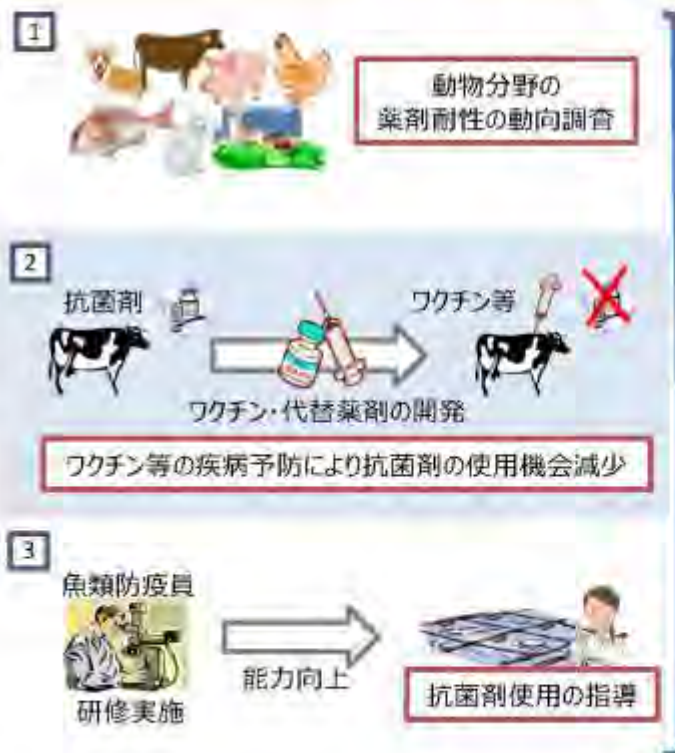 1
動物分野の
薬剤耐性の動向調査
2
抗菌剤
ワクチン等
ワクチン・代替薬剤の開発
ワクチン等の疾病予防により抗菌剤の使用機会減少
3
魚類防疫員
研修実施
能力向上
抗菌剤使用の指導